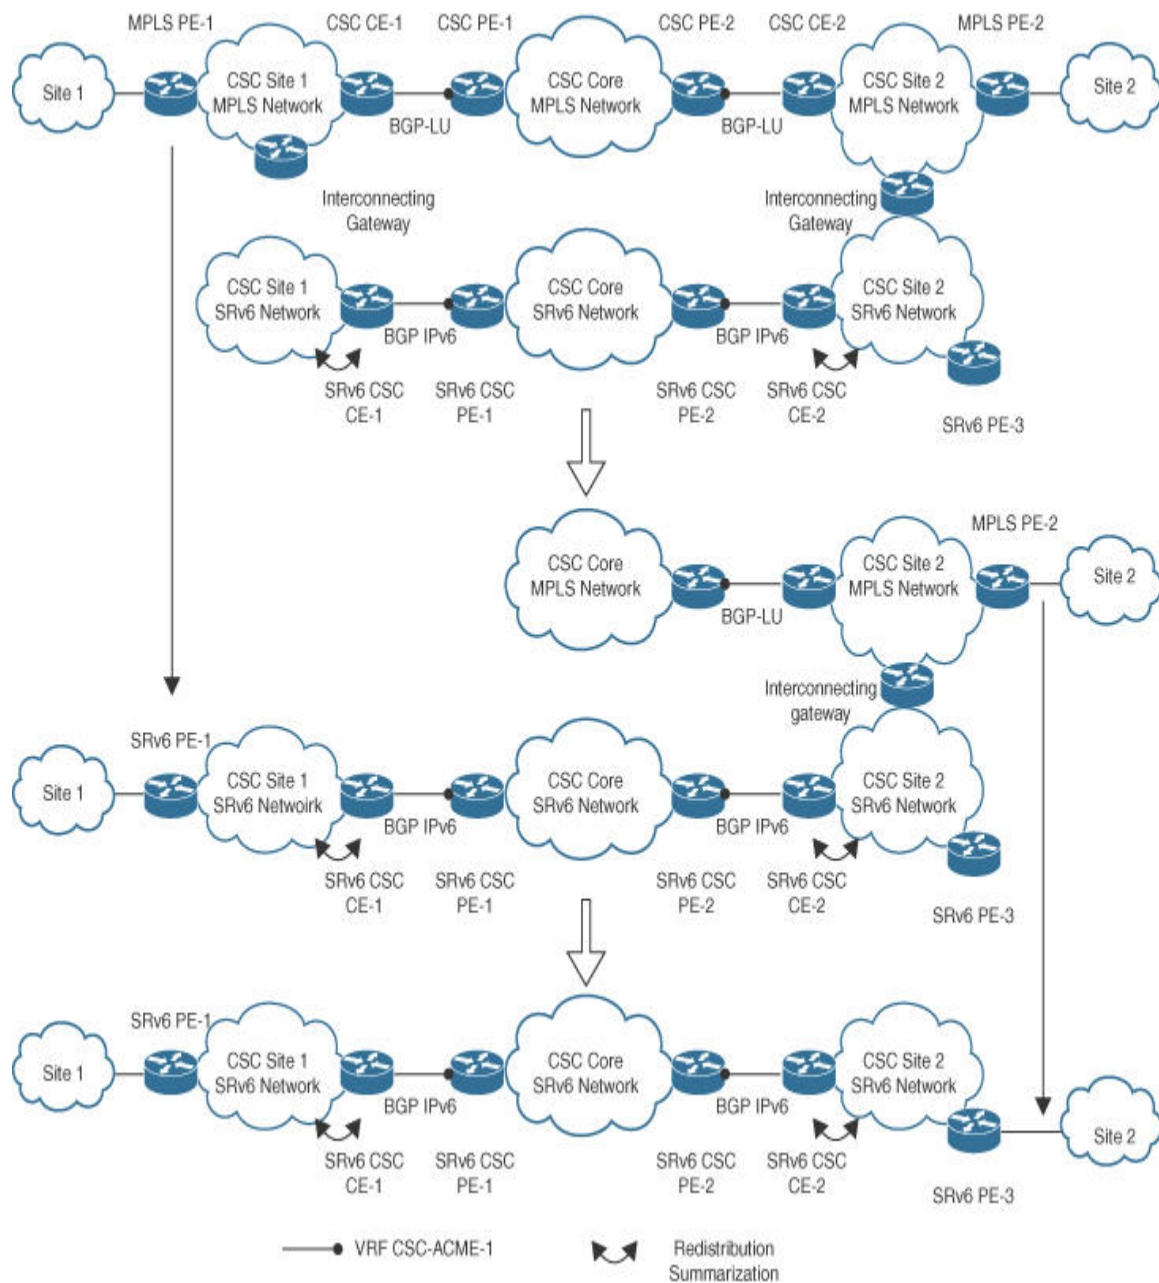 MPLS PE-1
CSC CE-1
CSC PE-1
CSC PE-2
CSC CE-2
MPLS PE-2
Site 1
CSC Site 1
MPLS Network
BGP-LU
CSC Core
MPLS Network
BGP-LU
CSC Site 2
MPLS Network
Site 2
Interconnecting
Gateway
Interconnecting
Gateway
CSC Site 1
SRv6 Network
BGP IPv6
CSC Core
SRv6 Network
BGP IPv6
CSC Site 2
SRv6 Network
SRv6 CSC
CE-1
SRv6 CSC
PE-1
SRv6 CSC
PE-2
SRv6 CSC
CE-2
SRv6 PE-3
MPLS PE-2
CSC Core
MPLS Network
BGP-LU
CSC Site 2
MPLS Network
Site 2
Interconnecting
gateway
SRv6 PE-1
Site 1
CSC Site 1
SRv6 Netwoirk
BGP IPv6
CSC Core
SRv6 Network
BGP IPv6
CSC Site 2
SRv6 Network
SRv6 CSC
CE-1
SRv6 CSC
PE-1
SRv6 CSC
PE-2
SRv6 CSC
CE-2
SRv6 PE-3
SRv6 PE-1
Site 1
CSC Site 1
SRv6 Network
BGP IPv6
CSC Core
SRv6 Network
BGP IPv6
CSC Site 2
SRv6 Network
Site 2
SRv6 CSC
CE-1
SRv6 CSC
PE-1
SRv6 CSC
PE-2
SRv6 CSC
CE-2
SRv6 PE-3
VRF CSC-ACME-1
Redistribution
Summarization